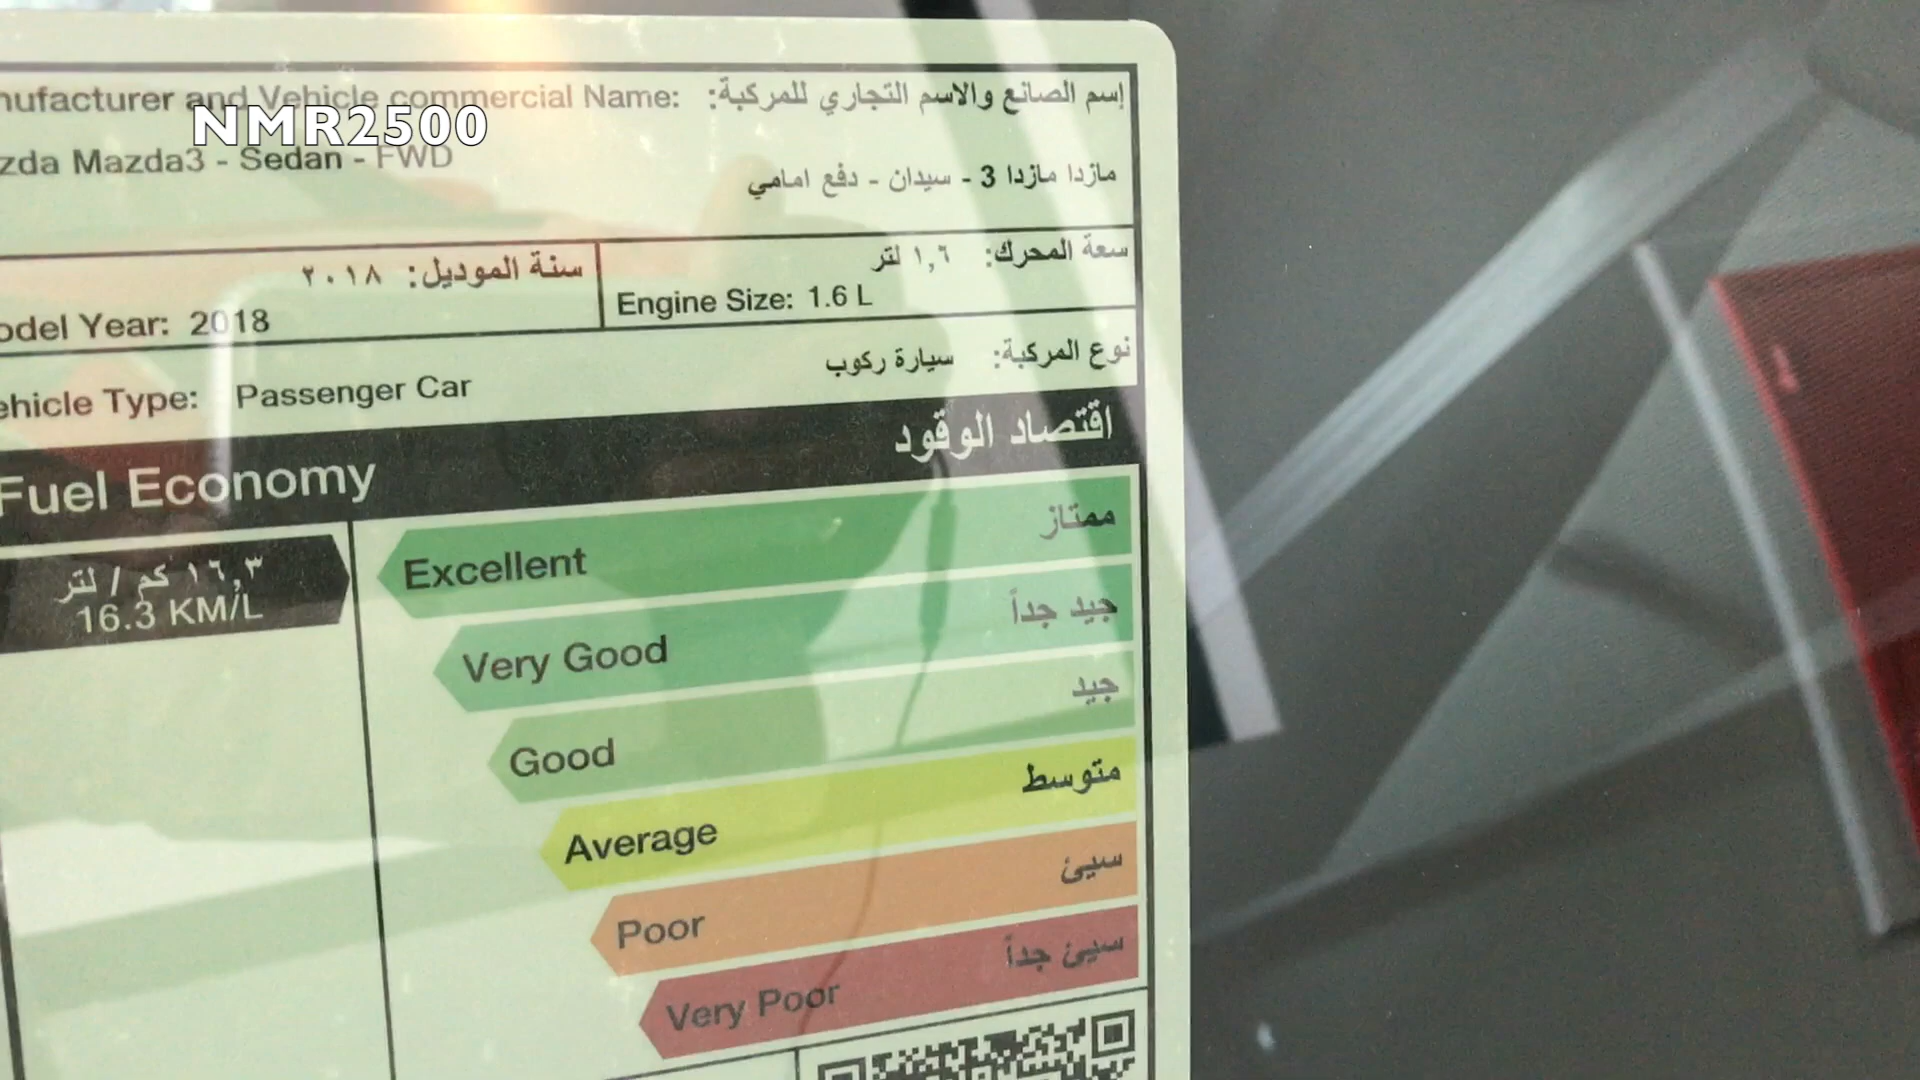 nufacturer and Vehicle commercial Name: إسم الصانع والاسم التجاري للمركبة:
NMR2500
zda Mazda3 - Sedan - FWD
مازدا مازدا 3 - سيدان - دفع امامي
سنة الموديل: ٢٠١٨
odel Year: 2018
سعة المحرك: ١,٦ لتر
Engine Size: 1.6 L
نوع المركبة: سيارة ركوب
ehicle Type: Passenger Car
Fuel Economy اقتصاد الوقود
١٦,٣ كم / لتر
16.3 KM/L
Excellent ممتاز
Very Good جيد جداً
Good جيد
Average متوسط
Poor سيئ
Very Poor سيئ جداً